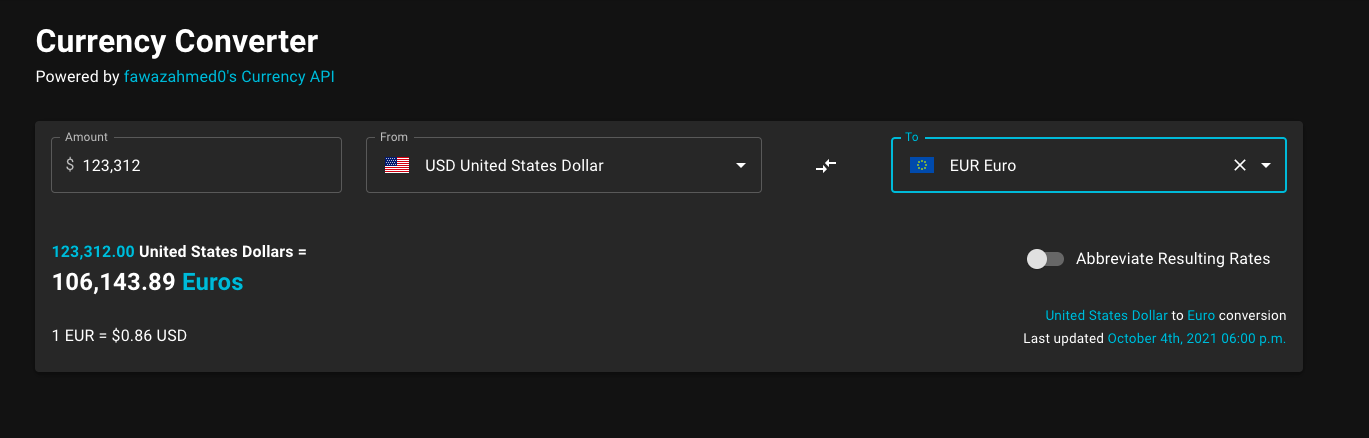 Currency Converter
Powered by fawazahmed0's Currency API
Amount
$ 123,312
From
USD United States Dollar
To
EUR Euro
123,312.00 United States Dollars =
106,143.89 Euros
1 EUR = $0.86 USD
Abbreviate Resulting Rates
United States Dollar to Euro conversion
Last updated October 4th, 2021 06:00 p.m.